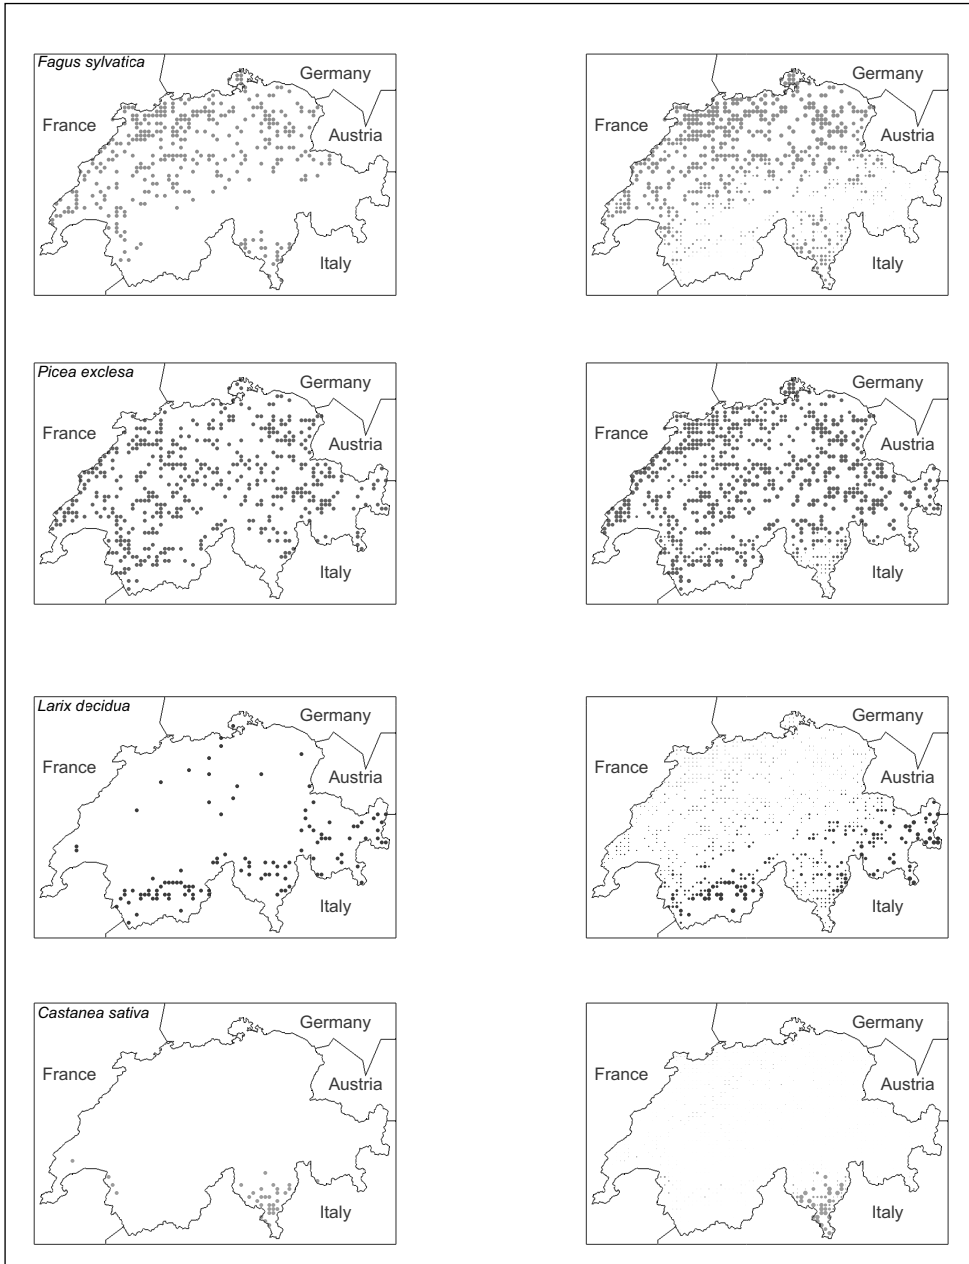 Fagus sylvatica
Germany
France
Austria
Italy
Germany
France
Austria
Italy
Picea exclesa
Germany
France
Austria
Italy
Germany
France
Austria
Italy
Larix decidua
Germany
France
Austria
Italy
Germany
France
Austria
Italy
Castanea sativa
Germany
France
Austria
Italy
Germany
France
Austria
Italy